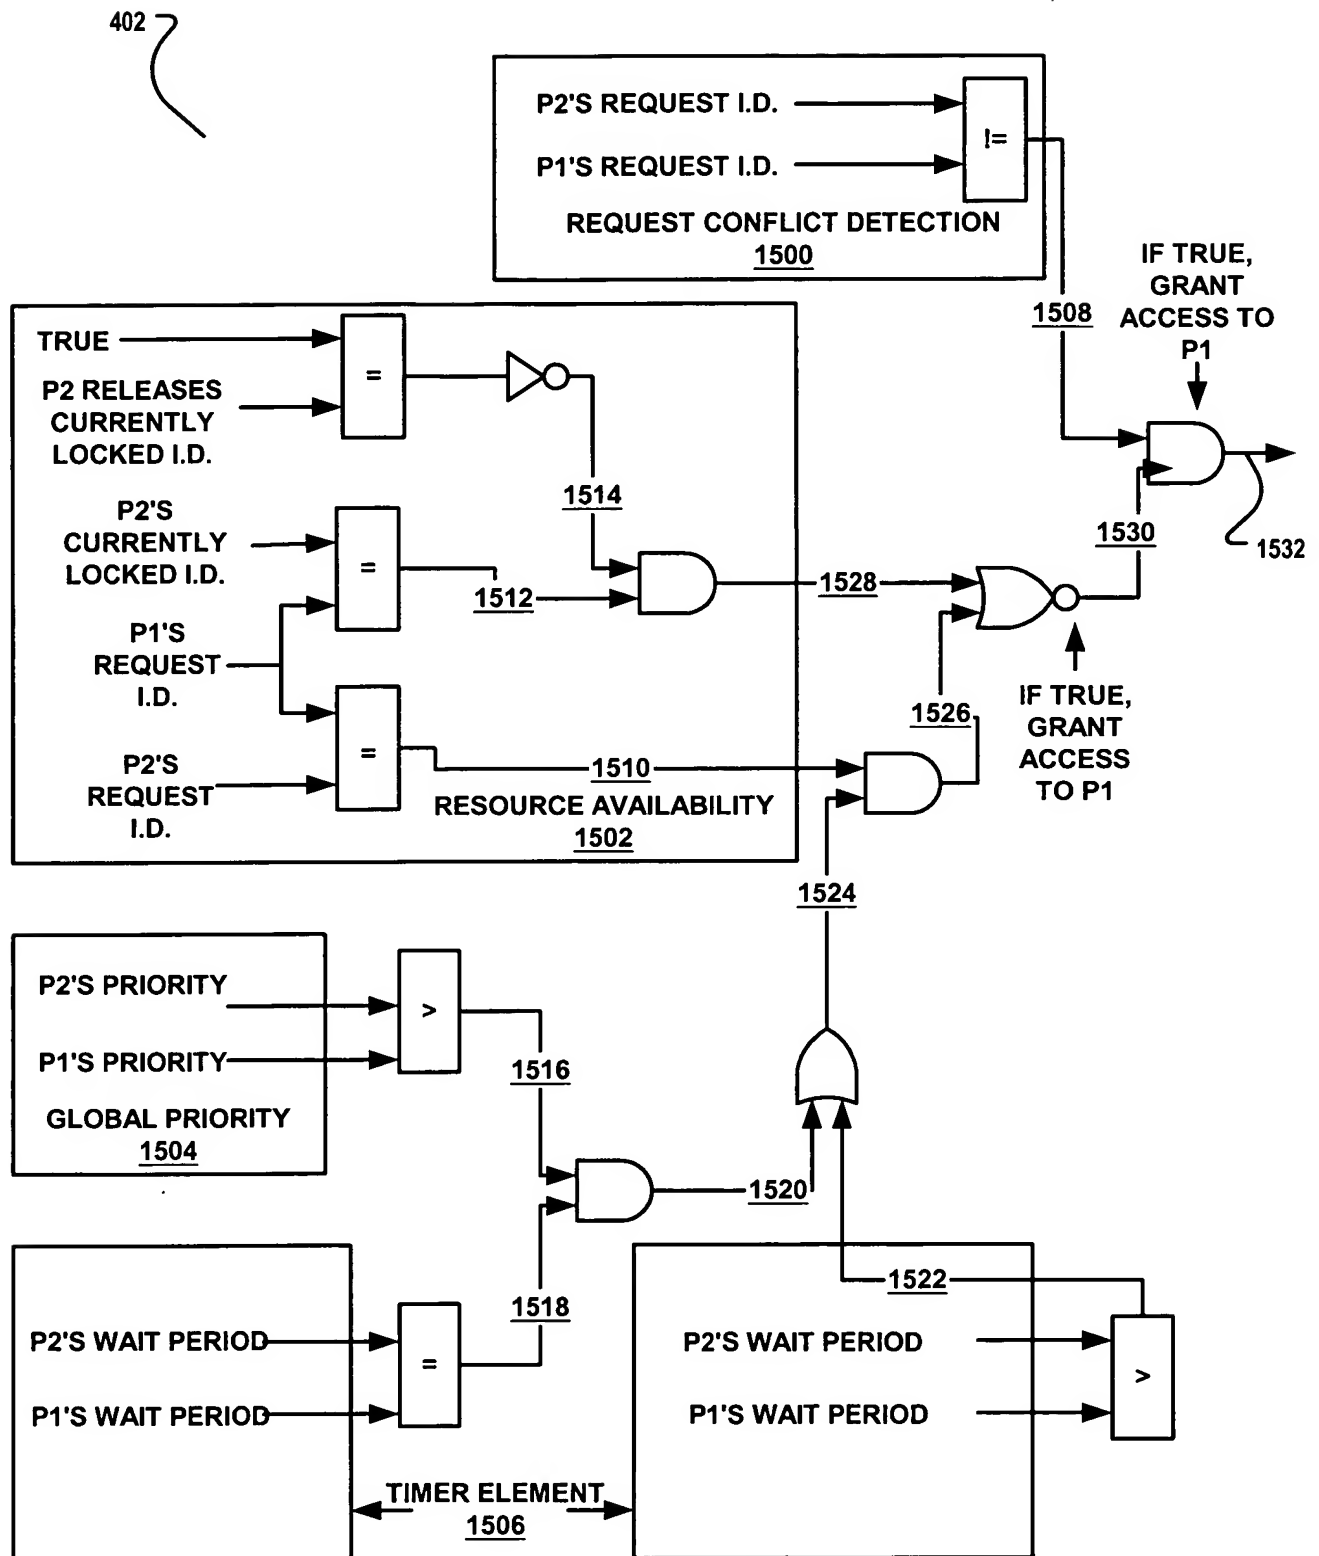 402
P2'S REQUEST I.D.
P1'S REQUEST I.D.
!=
REQUEST CONFLICT DETECTION
1500
1508
IF TRUE,
GRANT
ACCESS TO
P1
TRUE
P2 RELEASES
CURRENTLY
LOCKED I.D.
=
1514
P2'S
CURRENTLY
LOCKED I.D.
=
1512
P1'S
REQUEST
I.D.
P2'S
REQUEST
I.D.
=
1510
RESOURCE AVAILABILITY
1502
1528
1530
1532
1526
IF TRUE,
GRANT
ACCESS
TO P1
1524
P2'S PRIORITY
P1'S PRIORITY
>
GLOBAL PRIORITY
1504
1516
1520
1518
1522
P2'S WAIT PERIOD
P1'S WAIT PERIOD
=
P2'S WAIT PERIOD
P1'S WAIT PERIOD
>
TIMER ELEMENT
1506